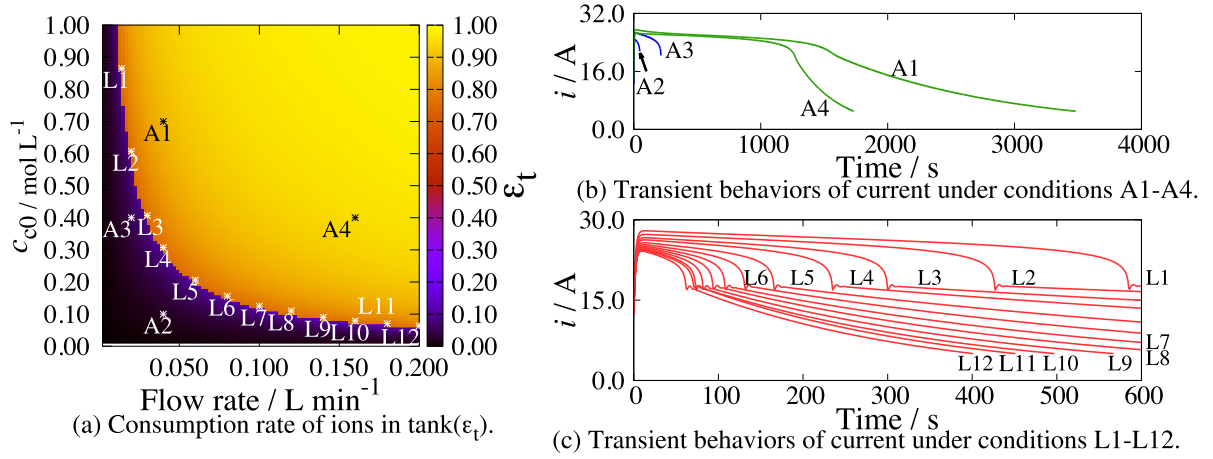 1.00
0.90
0.80
0.70
0.60
0.50
0.40
0.30
0.20
0.10
0.00
c_c0 / mol L^-1
L1
A1
L2
A3
L3
A4
L4
L5
L6
L11
L7
L8
A2
L9
L10
L12
0.050
0.100
0.150
0.200
Flow rate / L min^-1
1.00
0.90
0.80
0.70
0.60
0.50
0.40
0.30
0.20
0.10
0.00
ε_t
(a) Consumption rate of ions in tank(ε_t).
32.0
16.0
0.0
i / A
A3
A2
A1
A4
0
1000
2000
3000
4000
Time / s
(b) Transient behaviors of current under conditions A1-A4.
30.0
15.0
0.0
i / A
L6
L5
L4
L3
L2
L1
L7
L8
L12
L11
L10
L9
0
100
200
300
400
500
600
Time / s
(c) Transient behaviors of current under conditions L1-L12.